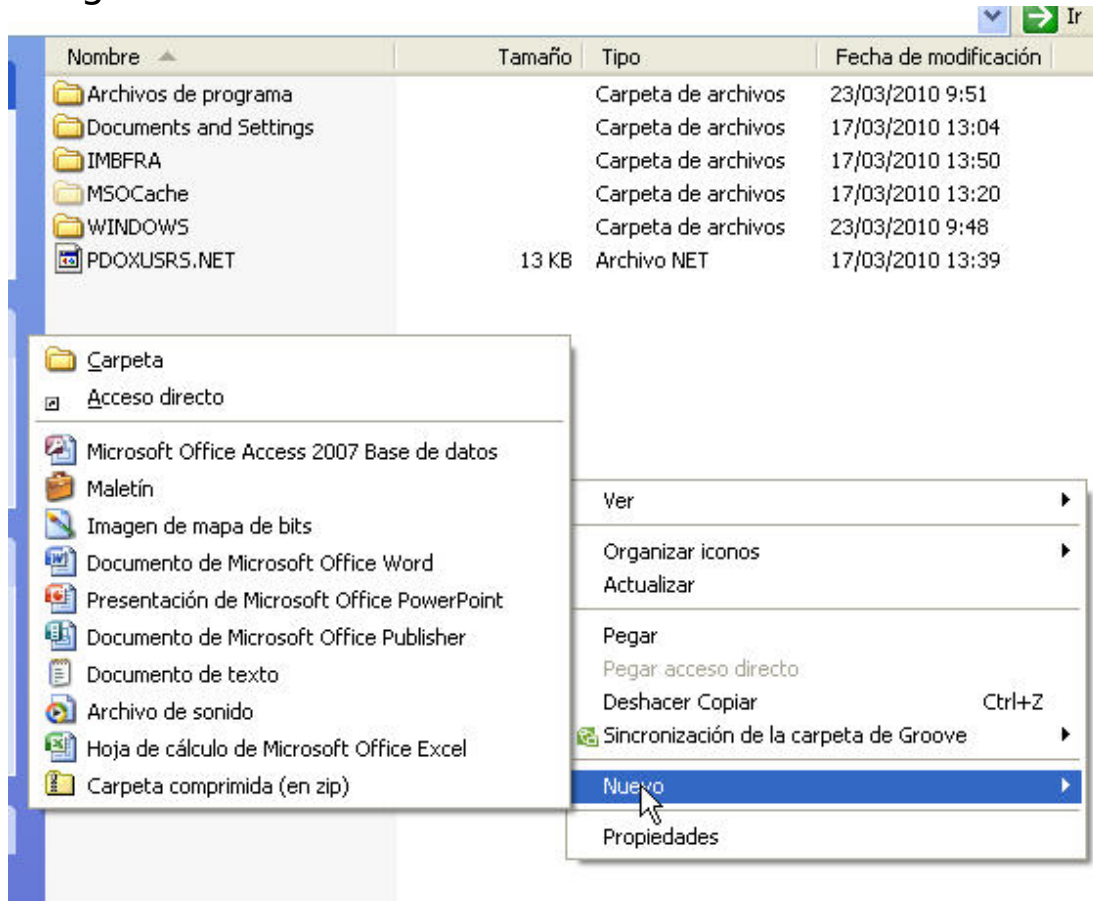 Ir
Nombre Tamaño Tipo Fecha de modificación
Archivos de programa Carpeta de archivos 23/03/2010 9:51
Documents and Settings Carpeta de archivos 17/03/2010 13:04
IMBFRA Carpeta de archivos 17/03/2010 13:50
MSOCache Carpeta de archivos 17/03/2010 13:20
WINDOWS Carpeta de archivos 23/03/2010 9:48
PDOXUSRS.NET 13 KB Archivo NET 17/03/2010 13:39
Carpeta
Acceso directo
Microsoft Office Access 2007 Base de datos
Maletín
Imagen de mapa de bits
Documento de Microsoft Office Word
Presentación de Microsoft Office PowerPoint
Documento de Microsoft Office Publisher
Documento de texto
Archivo de sonido
Hoja de cálculo de Microsoft Office Excel
Carpeta comprimida (en zip)
Ver
Organizar iconos
Actualizar
Pegar
Pegar acceso directo
Deshacer Copiar Ctrl+Z
Sincronización de la carpeta de Groove
Nuevo
Propiedades